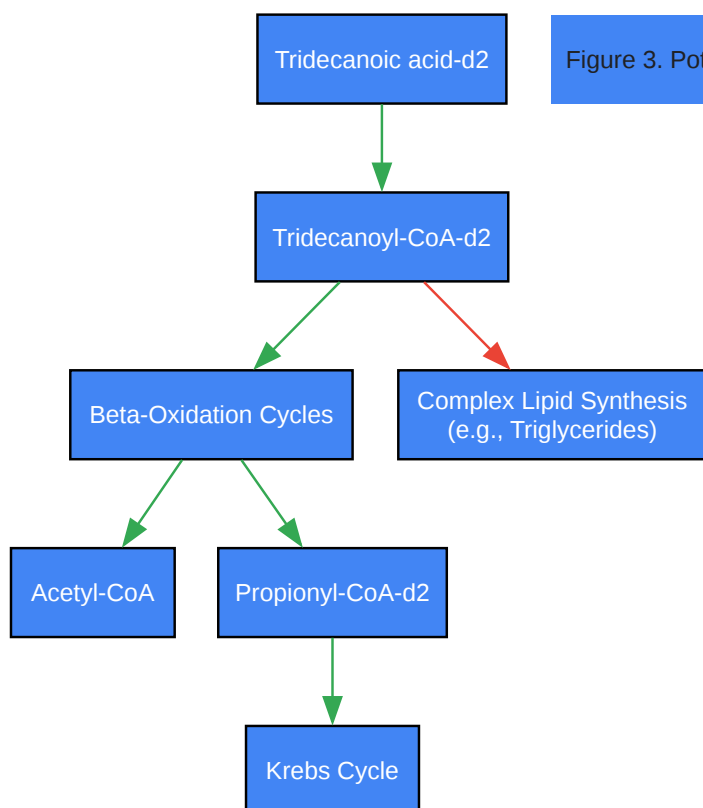 Tridecanoic acid-d2
Figure 3. Pot
Tridecanoyl-CoA-d2
Beta-Oxidation Cycles
Complex Lipid Synthesis
(e.g., Triglycerides)
Acetyl-CoA
Propionyl-CoA-d2
Krebs Cycle